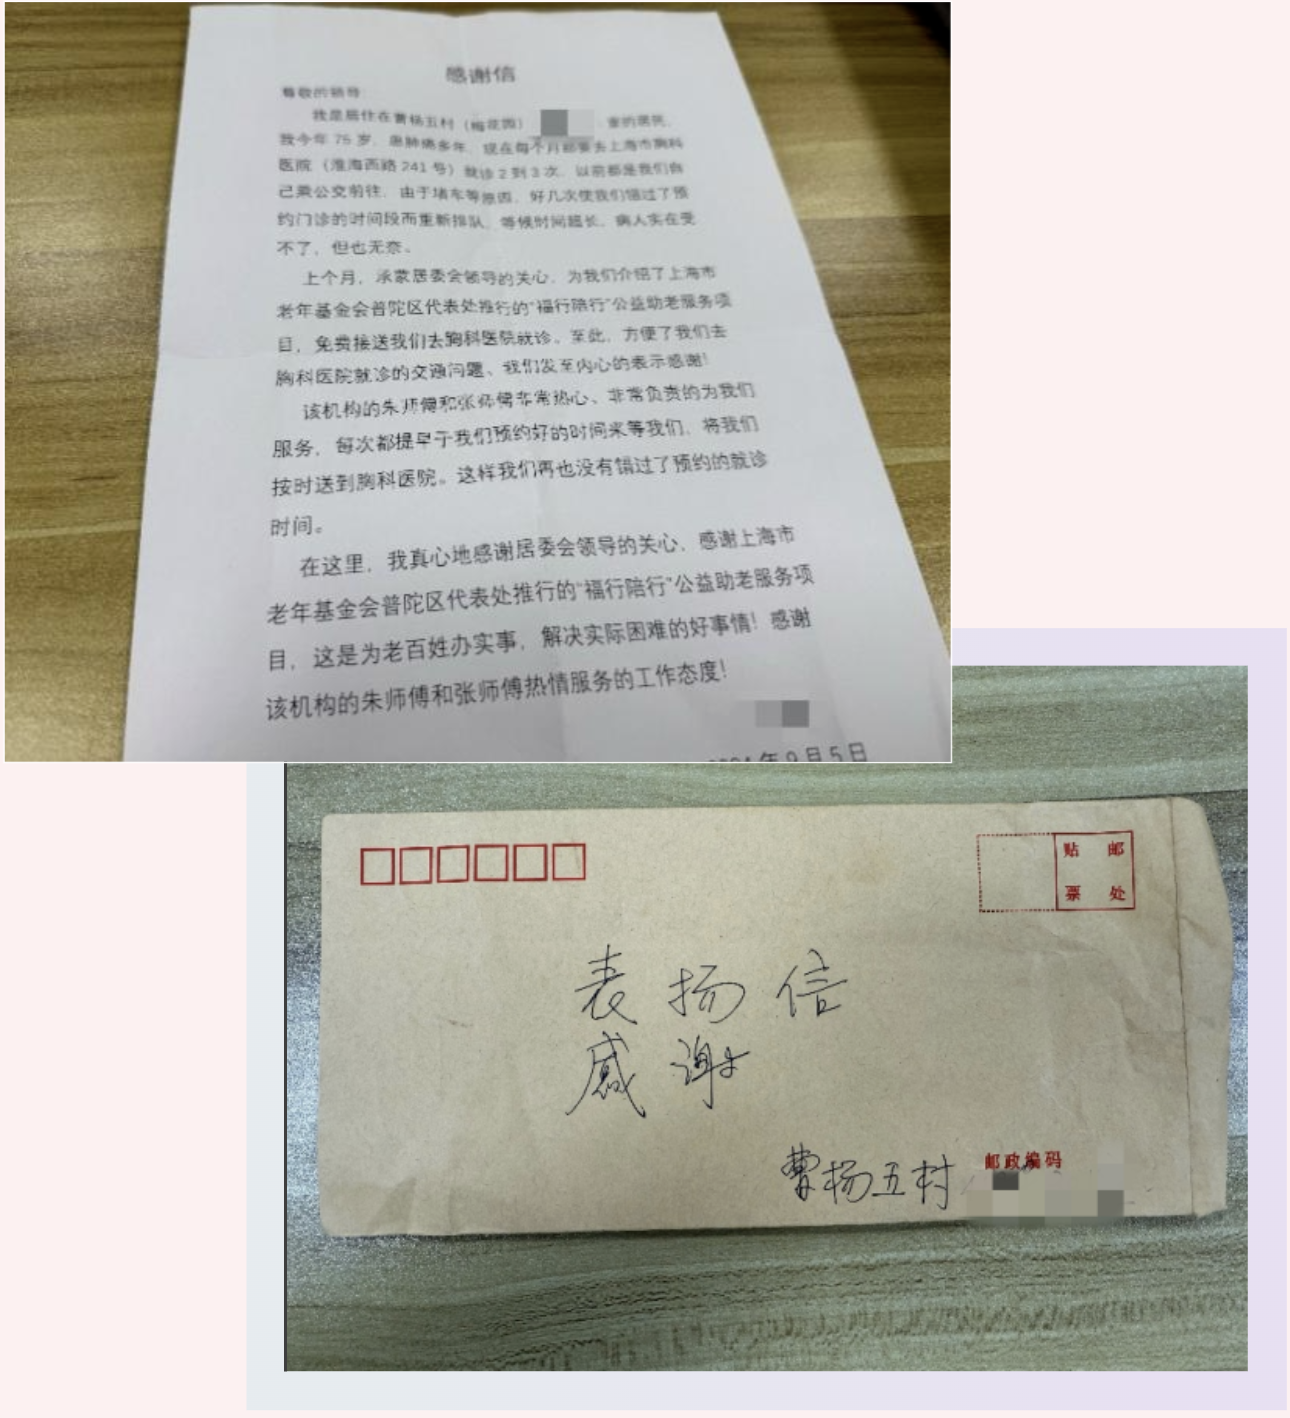 感谢信
尊敬的领导：
我是居住在曹杨五村（梅花园） 室的居民，
我今年75岁，患肺癌多年，现在每个月都要去上海市胸科
医院（淮海西路241号）就诊2到3次，以前都是我们自
己乘公交前往，由于堵车等原因，好几次使我们错过了预
约门诊的时间段而重新排队，等候时间超长，病人实在受
不了，但也无奈。
上个月，承蒙居委会领导的关心，为我们介绍了上海市
老年基金会普陀区代表处推行的“福行陪行”公益助老服务项
目，免费接送我们去胸科医院就诊。至此，方便了我们去
胸科医院就诊的交通问题、我们发至内心的表示感谢！
该机构的朱师傅和张师傅非常热心、非常负责的为我们
服务，每次都提早于我们预约好的时间来等我们，将我们
按时送到胸科医院。这样我们再也没有错过了预约的就诊
时间。
在这里，我真心地感谢居委会领导的关心，感谢上海市
老年基金会普陀区代表处推行的“福行陪行”公益助老服务项
目，这是为老百姓办实事，解决实际困难的好事情！感谢
该机构的朱师傅和张师傅热情服务的工作态度！
年9月5日
贴 邮
票 处
表扬信
感谢
曹杨五村
邮政编码